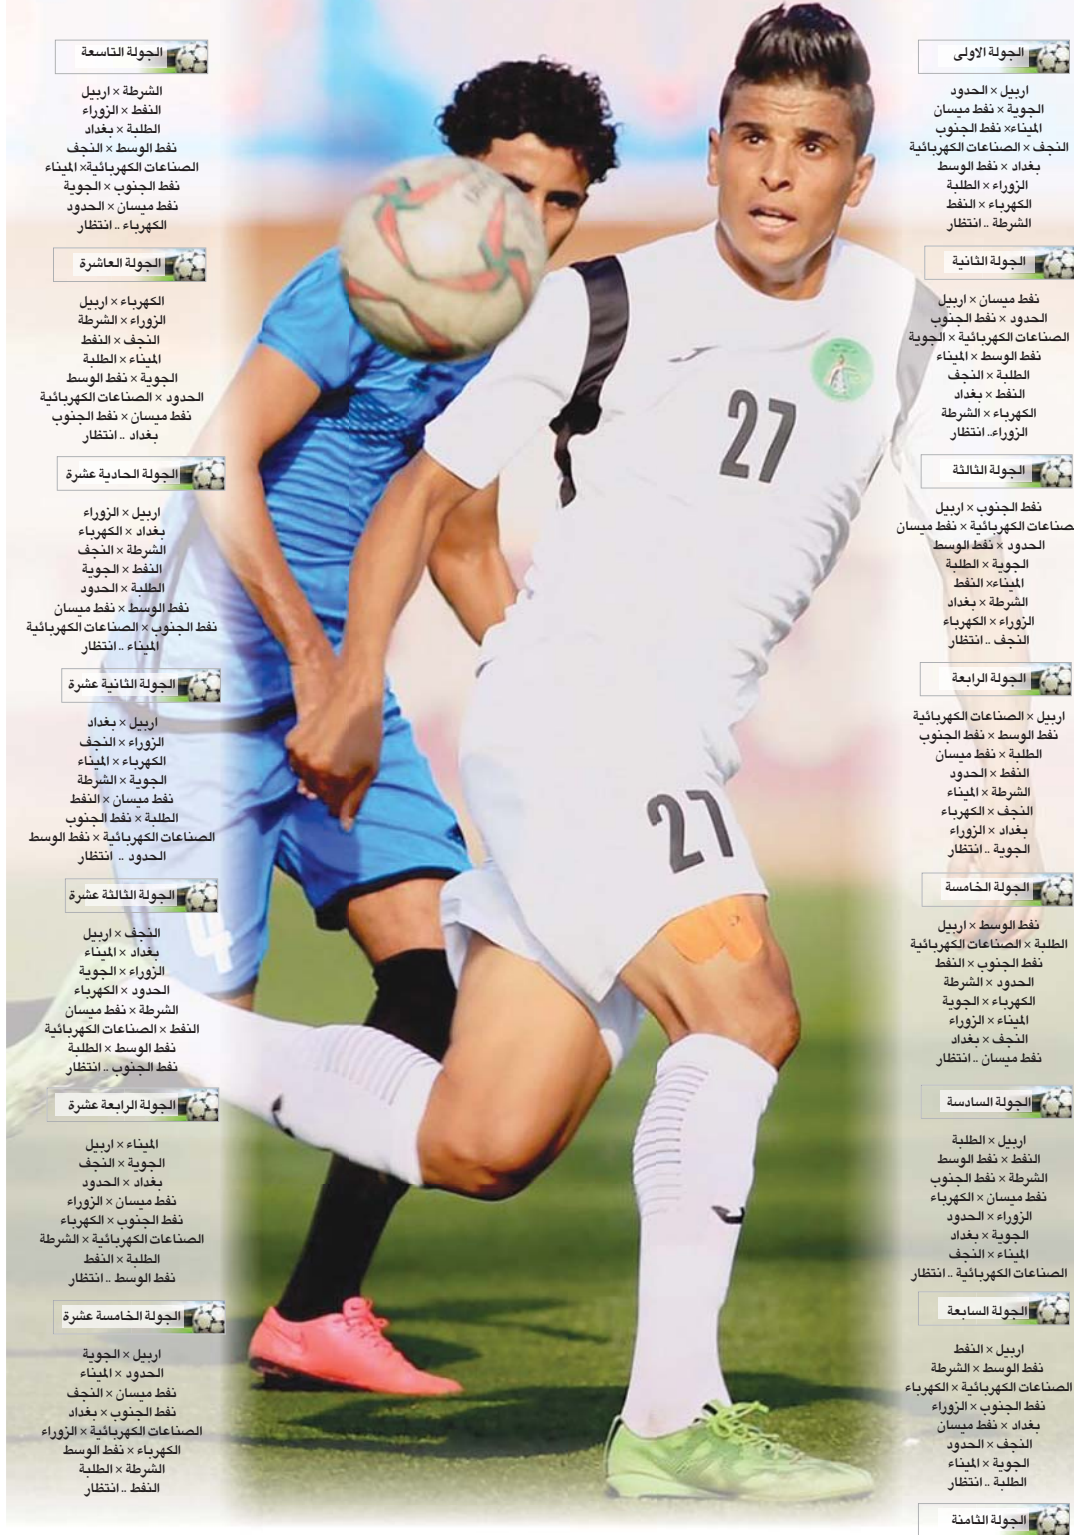 الجولة الاولى
اربيل × الحدود
الجوية × نفط ميسان
الميناء× نفط الجنوب
النجف × الصناعات الكهربائية
بغداد × نفط الوسط
الزوراء × الطلبة
الكهرباء × النفط
الشرطة .. انتظار
الجولة الثانية
نفط ميسان × اربيل
الحدود × نفط الجنوب
الصناعات الكهربائية × الجوية
نفط الوسط × الميناء
الطلبة × النجف
النفط × بغداد
الكهرباء × الشرطة
الزوراء.. انتظار
الجولة الثالثة
نفط الجنوب × اربيل
صناعات الكهربائية × نفط ميسان
الحدود × نفط الوسط
الجوية × الطلبة
الميناء× النفط
الشرطة × بغداد
الزوراء × الكهرباء
النجف .. انتظار
الجولة الرابعة
اربيل × الصناعات الكهربائية
نفط الوسط × نفط الجنوب
الطلبة × نفط ميسان
النفط × الحدود
الشرطة × الميناء
النجف × الكهرباء
بغداد × الزوراء
الجوية .. انتظار
الجولة الخامسة
نفط الوسط × اربيل
الطلبة × الصناعات الكهربائية
نفط الجنوب × النفط
الحدود × الشرطة
الكهرباء × الجوية
الميناء × الزوراء
النجف × بغداد
نفط ميسان .. انتظار
الجولة السادسة
اربيل × الطلبة
النفط × نفط الوسط
الشرطة × نفط الجنوب
نفط ميسان × الكهرباء
الزوراء × الحدود
الجوية × بغداد
الميناء × النجف
الصناعات الكهربائية .. انتظار
الجولة السابعة
اربيل × النفط
نفط الوسط × الشرطة
الصناعات الكهربائية × الكهرباء
نفط الجنوب × الزوراء
بغداد × نفط ميسان
النجف × الحدود
الجوية × الميناء
الطلبة .. انتظار
الجولة الثامنة
الجولة التاسعة
الشرطة × اربيل
النفط × الزوراء
الطلبة × بغداد
نفط الوسط × النجف
الصناعات الكهربائية× الميناء
نفط الجنوب × الجوية
نفط ميسان × الحدود
الكهرباء .. انتظار
الجولة العاشرة
الكهرباء × اربيل
الزوراء × الشرطة
النجف × النفط
الميناء × الطلبة
الجوية × نفط الوسط
الحدود × الصناعات الكهربائية
نفط ميسان × نفط الجنوب
بغداد .. انتظار
الجولة الحادية عشرة
اربيل × الزوراء
بغداد × الكهرباء
الشرطة × النجف
النفط × الجوية
الطلبة × الحدود
نفط الوسط × نفط ميسان
نفط الجنوب × الصناعات الكهربائية
الميناء .. انتظار
الجولة الثانية عشرة
اربيل × بغداد
الزوراء × النجف
الكهرباء × الميناء
الجوية × الشرطة
نفط ميسان × النفط
الطلبة × نفط الجنوب
الصناعات الكهربائية × نفط الوسط
الحدود .. انتظار
الجولة الثالثة عشرة
النجف × اربيل
بغداد × الميناء
الزوراء × الجوية
الحدود × الكهرباء
الشرطة × نفط ميسان
النفط × الصناعات الكهربائية
نفط الوسط × الطلبة
نفط الجنوب .. انتظار
الجولة الرابعة عشرة
الميناء × اربيل
الجوية × النجف
بغداد × الحدود
نفط ميسان × الزوراء
نفط الجنوب × الكهرباء
الصناعات الكهربائية × الشرطة
الطلبة × النفط
نفط الوسط .. انتظار
الجولة الخامسة عشرة
اربيل × الجوية
الحدود × الميناء
نفط ميسان × النجف
نفط الجنوب × بغداد
الصناعات الكهربائية × الزوراء
الكهرباء × نفط الوسط
الشرطة × الطلبة
النفط .. انتظار
27
27
4